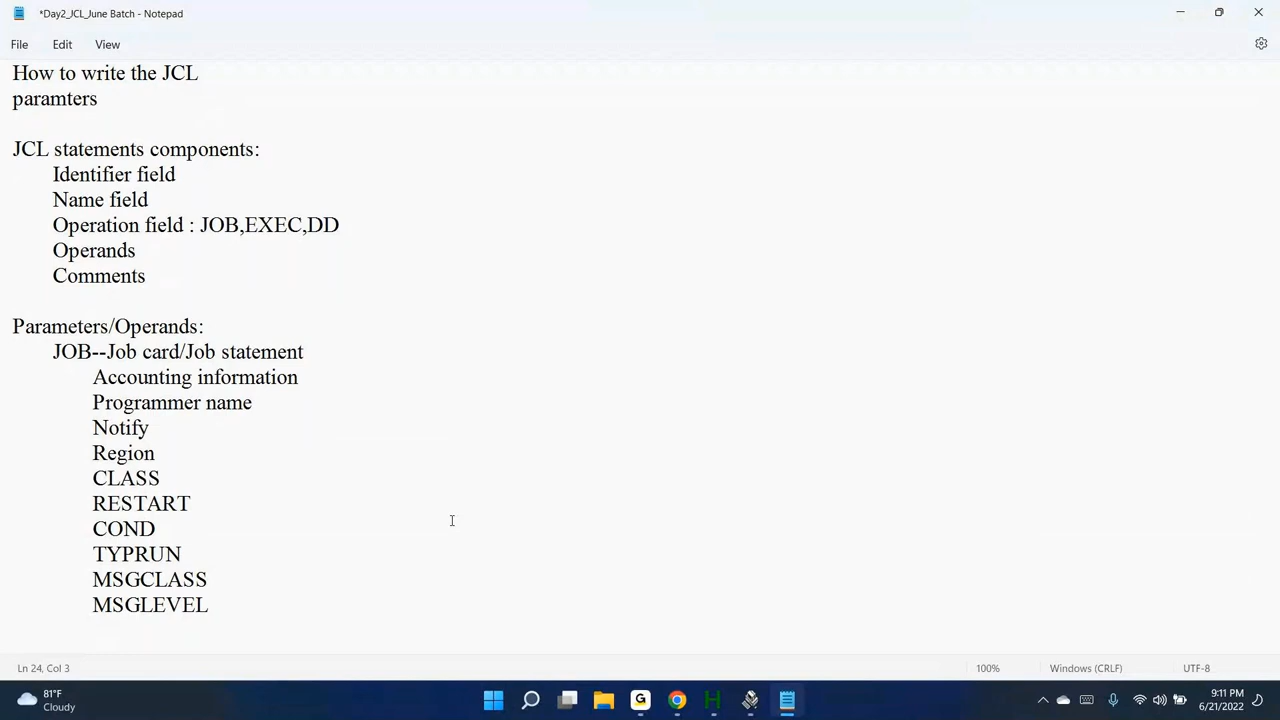 *Day2_JCL_June Batch - Notepad
File Edit View
How to write the JCL
paramters
JCL statements components:
Identifier field
Name field
Operation field : JOB,EXEC,DD
Operands
Comments
Parameters/Operands:
JOB--Job card/Job statement
Accounting information
Programmer name
Notify
Region
CLASS
RESTART
COND
TYPRUN
MSGCLASS
MSGLEVEL
Ln 24, Col 3 100% Windows (CRLF) UTF-8
81°F
Cloudy
G
H
9:11 PM
6/21/2022